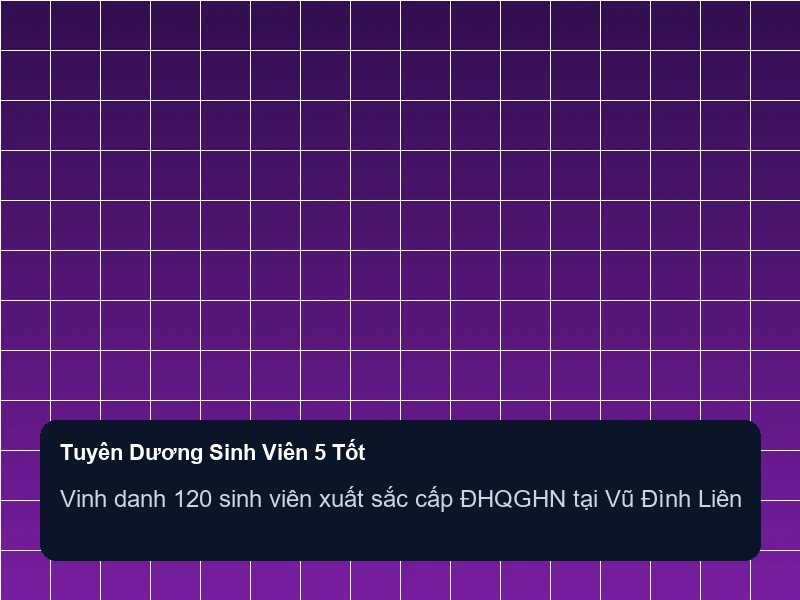 Tuyên Dương Sinh Viên 5 Tốt
Vinh danh 120 sinh viên xuất sắc cấp ĐHQGHN tại Vũ Đình Liên